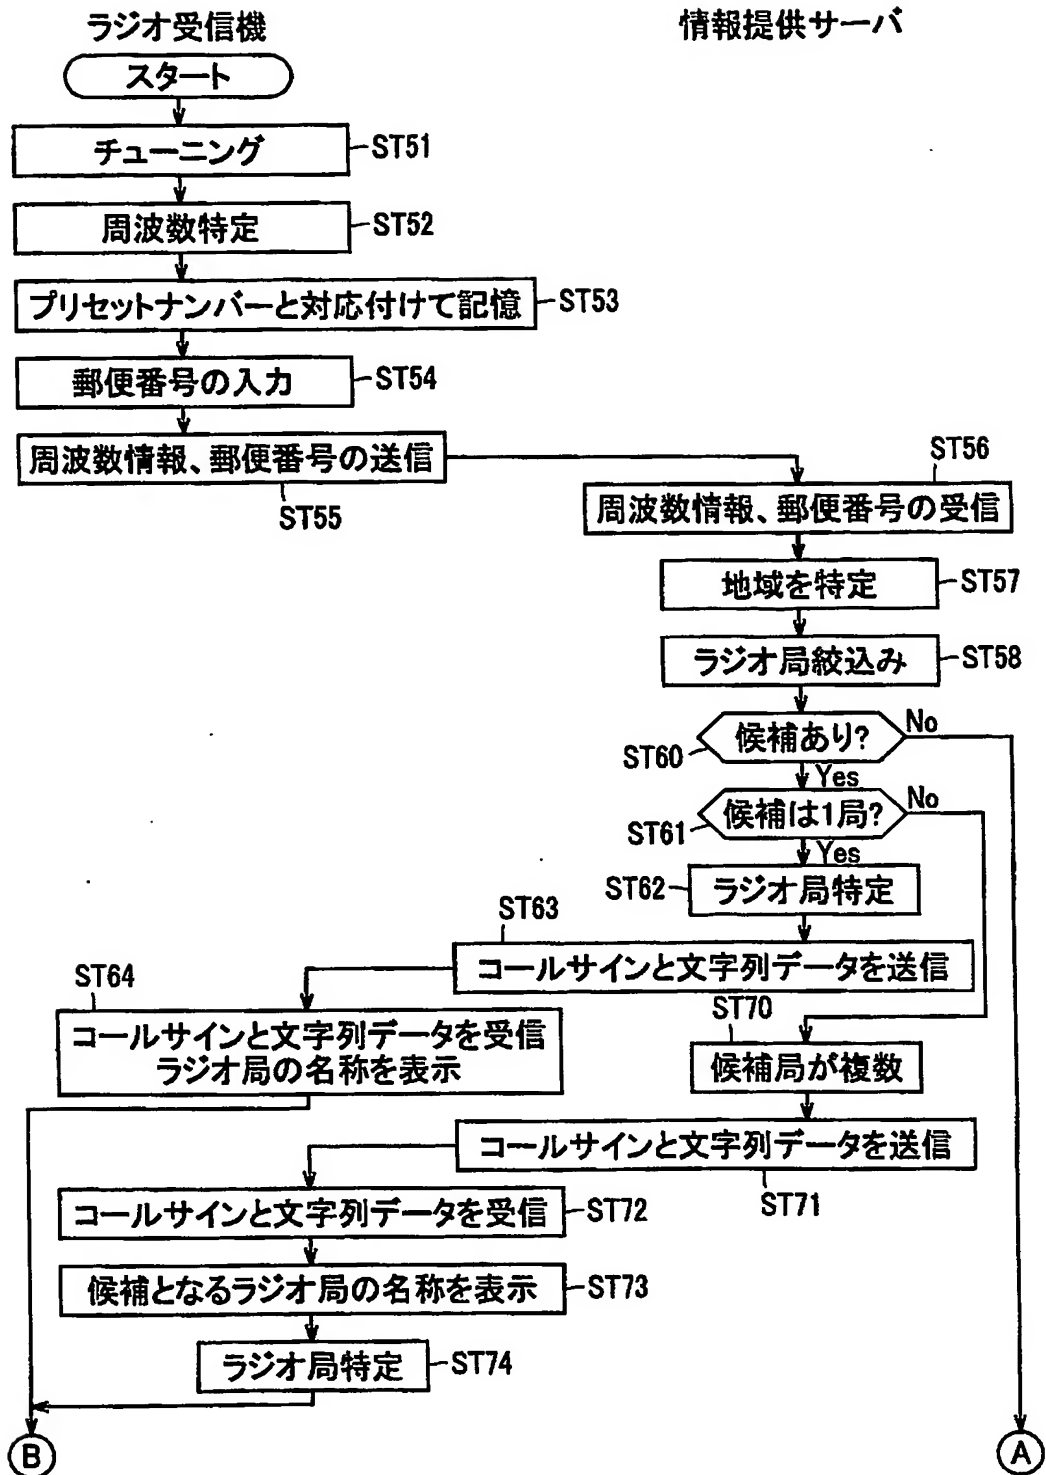 ラジオ受信機
情報提供サーバ
スタート
チューニング
ST51
周波数特定
ST52
プリセットナンバーと対応付けて記憶
ST53
郵便番号の入力
ST54
周波数情報、郵便番号の送信
ST55
ST56
周波数情報、郵便番号の受信
地域を特定
ST57
ラジオ局絞込み
ST58
候補あり?
No
ST60
Yes
候補は1局?
No
ST61
Yes
ST62
ラジオ局特定
ST63
コールサインと文字列データを送信
ST64
コールサインと文字列データを受信
ラジオ局の名称を表示
ST70
候補局が複数
コールサインと文字列データを送信
ST71
コールサインと文字列データを受信
ST72
候補となるラジオ局の名称を表示
ST73
ラジオ局特定
ST74
B
A